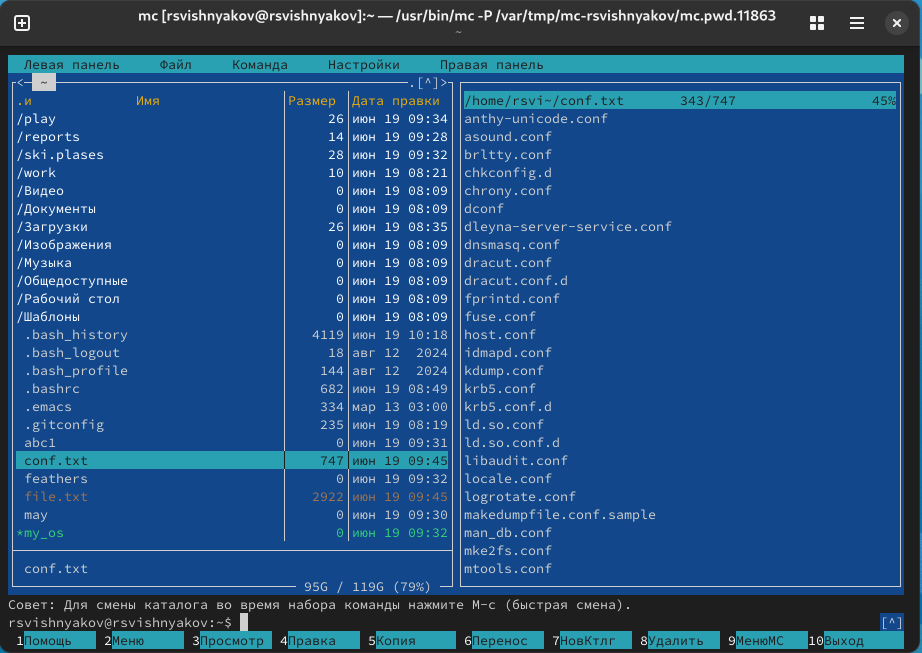 mc [rsvishnyakov@rsvishnyakov]:~ — /usr/bin/mc -P /var/tmp/mc-rsvishnyakov/mc.pwd.11863
~
Левая панель Файл Команда Настройки Правая панель
<─ ~ .[^]>
.и Имя Размер Дата правки
/play 26 июн 19 09:34
/reports 14 июн 19 09:28
/ski.plases 28 июн 19 09:32
/work 10 июн 19 08:21
/Видео 0 июн 19 08:09
/Документы 0 июн 19 08:09
/Загрузки 26 июн 19 08:35
/Изображения 0 июн 19 08:09
/Музыка 0 июн 19 08:09
/Общедоступные 0 июн 19 08:09
/Рабочий стол 0 июн 19 08:09
/Шаблоны 0 июн 19 08:09
.bash_history 4119 июн 19 10:18
.bash_logout 18 авг 12 2024
.bash_profile 144 авг 12 2024
.bashrc 682 июн 19 08:49
.emacs 334 мар 13 03:00
.gitconfig 235 июн 19 08:19
abc1 0 июн 19 09:31
conf.txt 747 июн 19 09:45
feathers 0 июн 19 09:32
file.txt 2922 июн 19 09:45
may 0 июн 19 09:30
*my_os 0 июн 19 09:32
conf.txt
95G / 119G (79%)
/home/rsvi~/conf.txt 343/747 45%
anthy-unicode.conf
asound.conf
brltty.conf
chkconfig.d
chrony.conf
dconf
dleyna-server-service.conf
dnsmasq.conf
dracut.conf
dracut.conf.d
fprintd.conf
fuse.conf
host.conf
idmapd.conf
kdump.conf
krb5.conf
krb5.conf.d
ld.so.conf
ld.so.conf.d
libaudit.conf
locale.conf
logrotate.conf
makedumpfile.conf.sample
man_db.conf
mke2fs.conf
mtools.conf
Совет: Для смены каталога во время набора команды нажмите M-c (быстрая смена).
rsvishnyakov@rsvishnyakov:~$ [^]
1Помощь 2Меню 3Просмотр 4Правка 5Копия 6Перенос 7НовКтлг 8Удалить 9МенюМС 10Выход